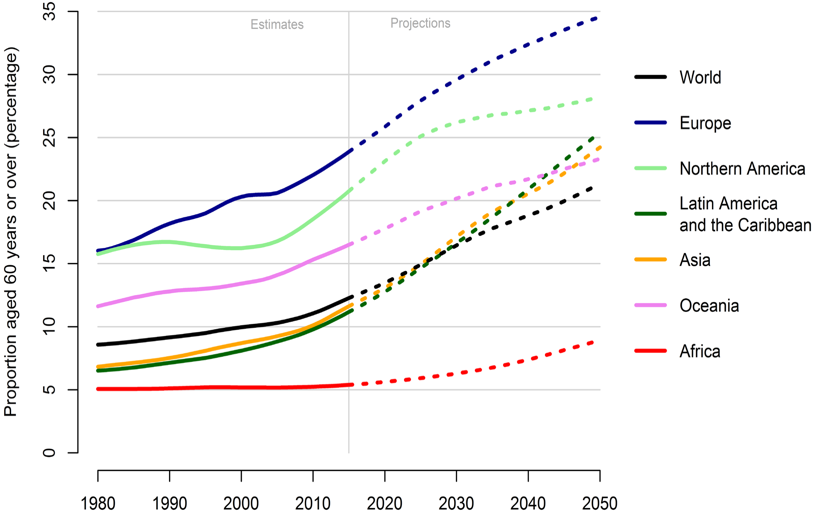 Proportion aged 60 years or over (percentage)
35
30
25
20
15
10
5
0
Estimates
Projections
1980
1990
2000
2010
2020
2030
2040
2050
World
Europe
Northern America
Latin America
and the Caribbean
Asia
Oceania
Africa